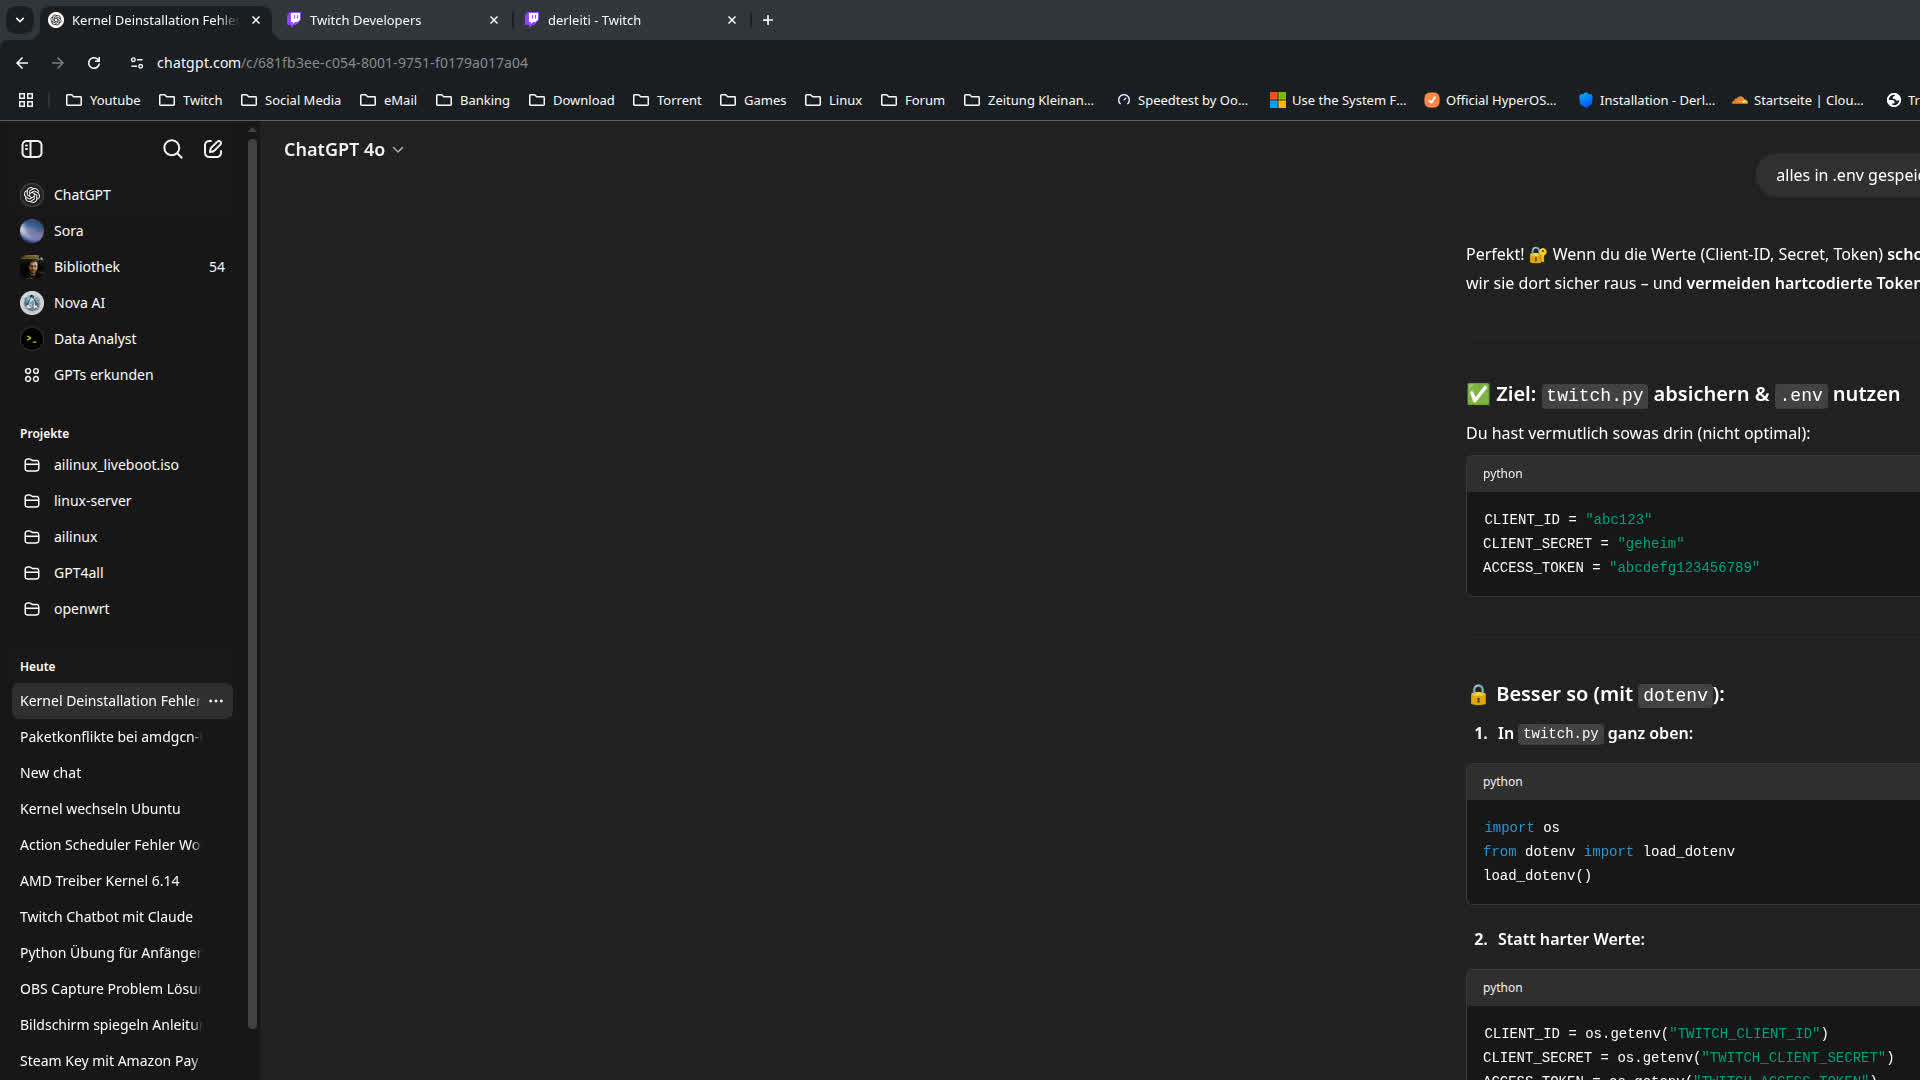 Kernel Deinstallation Fehle
Twitch Developers
derleiti - Twitch
chatgpt.com/c/681fb3ee-c054-8001-9751-f0179a017a04
Youtube
Twitch
Social Media
eMail
Banking
Download
Torrent
Games
Linux
Forum
Zeitung Kleinan...
Speedtest by Oo...
Use the System F...
Official HyperOS...
Installation - Derl...
Startseite | Clou...
Tr
ChatGPT 4o
alles in .env gespei
ChatGPT
Sora
Bibliothek 54
Nova AI
Data Analyst
GPTs erkunden
Projekte
ailinux_liveboot.iso
linux-server
ailinux
GPT4all
openwrt
Heute
Kernel Deinstallation Fehler
Paketkonflikte bei amdgcn-
New chat
Kernel wechseln Ubuntu
Action Scheduler Fehler Wo
AMD Treiber Kernel 6.14
Twitch Chatbot mit Claude
Python Übung für Anfänger
OBS Capture Problem Lösu
Bildschirm spiegeln Anleitu
Steam Key mit Amazon Pay
Perfekt! 🔐 Wenn du die Werte (Client-ID, Secret, Token) scho
wir sie dort sicher raus – und vermeiden hartcodierte Token
✅ Ziel: twitch.py absichern & .env nutzen
Du hast vermutlich sowas drin (nicht optimal):
python
CLIENT_ID = "abc123"
CLIENT_SECRET = "geheim"
ACCESS_TOKEN = "abcdefg123456789"
🔒 Besser so (mit dotenv):
1. In twitch.py ganz oben:
python
import os
from dotenv import load_dotenv
load_dotenv()
2. Statt harter Werte:
python
CLIENT_ID = os.getenv("TWITCH_CLIENT_ID")
CLIENT_SECRET = os.getenv("TWITCH_CLIENT_SECRET")
ACCESS_TOKEN = os.getenv("TWITCH_ACCESS_TOKEN")